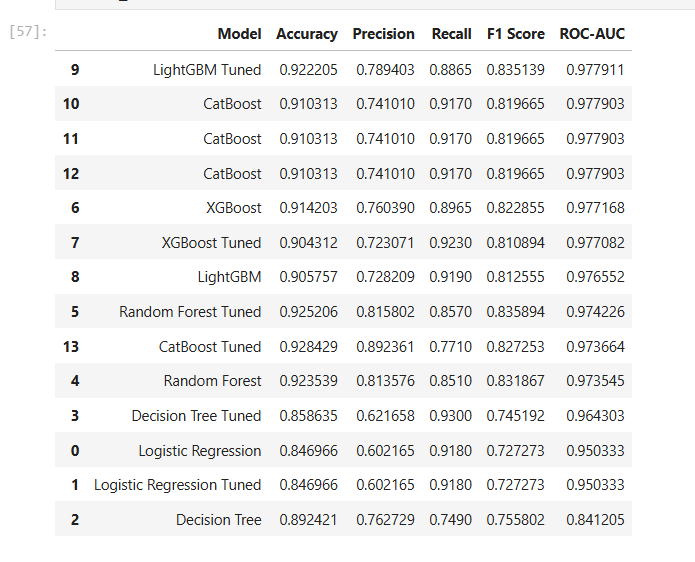 [57]:
Model Accuracy Precision Recall F1 Score ROC-AUC
9 LightGBM Tuned 0.922205 0.789403 0.8865 0.835139 0.977911
10 CatBoost 0.910313 0.741010 0.9170 0.819665 0.977903
11 CatBoost 0.910313 0.741010 0.9170 0.819665 0.977903
12 CatBoost 0.910313 0.741010 0.9170 0.819665 0.977903
6 XGBoost 0.914203 0.760390 0.8965 0.822855 0.977168
7 XGBoost Tuned 0.904312 0.723071 0.9230 0.810894 0.977082
8 LightGBM 0.905757 0.728209 0.9190 0.812555 0.976552
5 Random Forest Tuned 0.925206 0.815802 0.8570 0.835894 0.974226
13 CatBoost Tuned 0.928429 0.892361 0.7710 0.827253 0.973664
4 Random Forest 0.923539 0.813576 0.8510 0.831867 0.973545
3 Decision Tree Tuned 0.858635 0.621658 0.9300 0.745192 0.964303
0 Logistic Regression 0.846966 0.602165 0.9180 0.727273 0.950333
1 Logistic Regression Tuned 0.846966 0.602165 0.9180 0.727273 0.950333
2 Decision Tree 0.892421 0.762729 0.7490 0.755802 0.841205